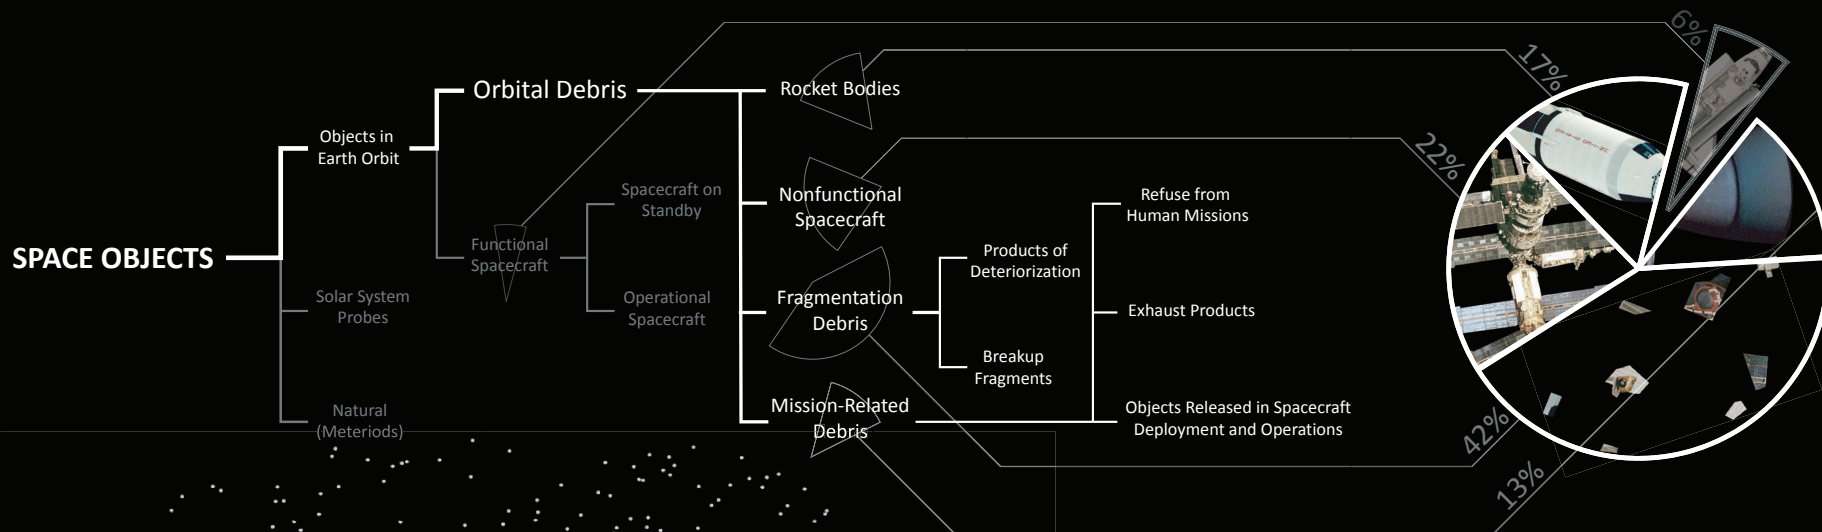 SPACE OBJECTS
Objects in
Earth Orbit
Solar System
Probes
Natural
(Meteriods)
Orbital Debris
Functional
Spacecraft
Spacecraft on
Standby
Operational
Spacecraft
Rocket Bodies
Nonfunctional
Spacecraft
Fragmentation
Debris
Mission-Related
Debris
Products of
Deteriorization
Breakup
Fragments
Refuse from
Human Missions
Exhaust Products
Objects Released in Spacecraft
Deployment and Operations
6%
17%
22%
42%
13%